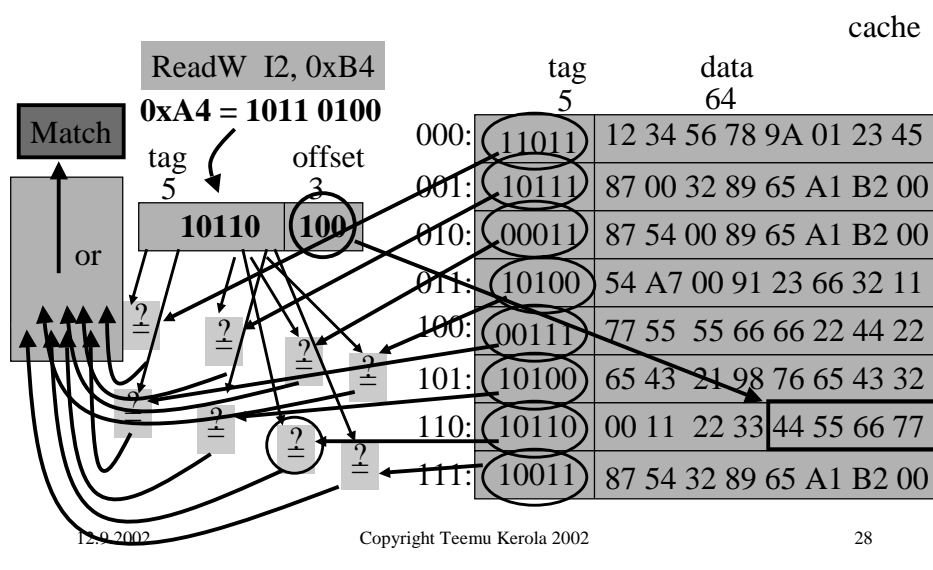 cache
ReadW I2, 0xB4
tag data
5 64
0xA4 = 1011 0100
Match
tag offset
5 3
10110 100
or
000: 11011 12 34 56 78 9A 01 23 45
001: 10111 87 00 32 89 65 A1 B2 00
010: 00011 87 54 00 89 65 A1 B2 00
011: 10100 54 A7 00 91 23 66 32 11
100: 00111 77 55 55 66 66 22 44 22
101: 10100 65 43 21 98 76 65 43 32
110: 10110 00 11 22 33 44 55 66 77
111: 10011 87 54 32 89 65 A1 B2 00
?
=
?
=
?
=
?
=
?
=
?
=
?
=
?
=
12.9.2002 Copyright Teemu Kerola 2002 28